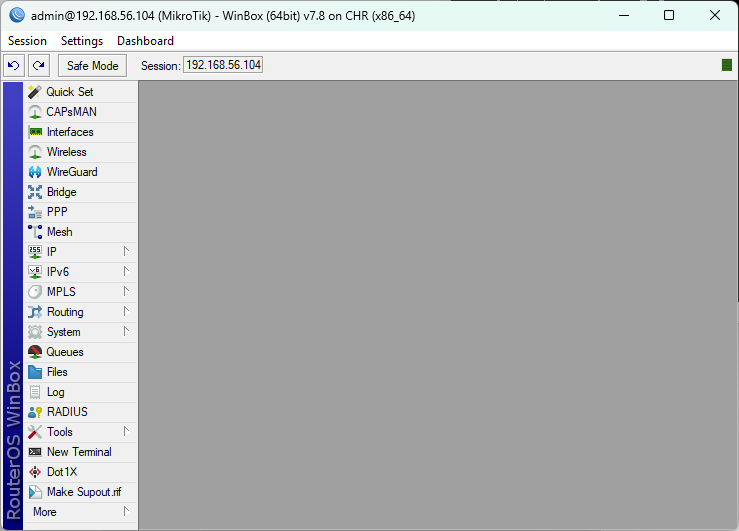 admin@192.168.56.104 (MikroTik) - WinBox (64bit) v7.8 on CHR (x86_64)
Session Settings Dashboard
Safe Mode Session: 192.168.56.104
Quick Set
CAPsMAN
Interfaces
Wireless
WireGuard
Bridge
PPP
Mesh
255 IP
v6 IPv6
MPLS
Routing
System
Queues
Files
Log
RADIUS
Tools
New Terminal
Dot1X
Make Supout.rif
More
RouterOS WinBox